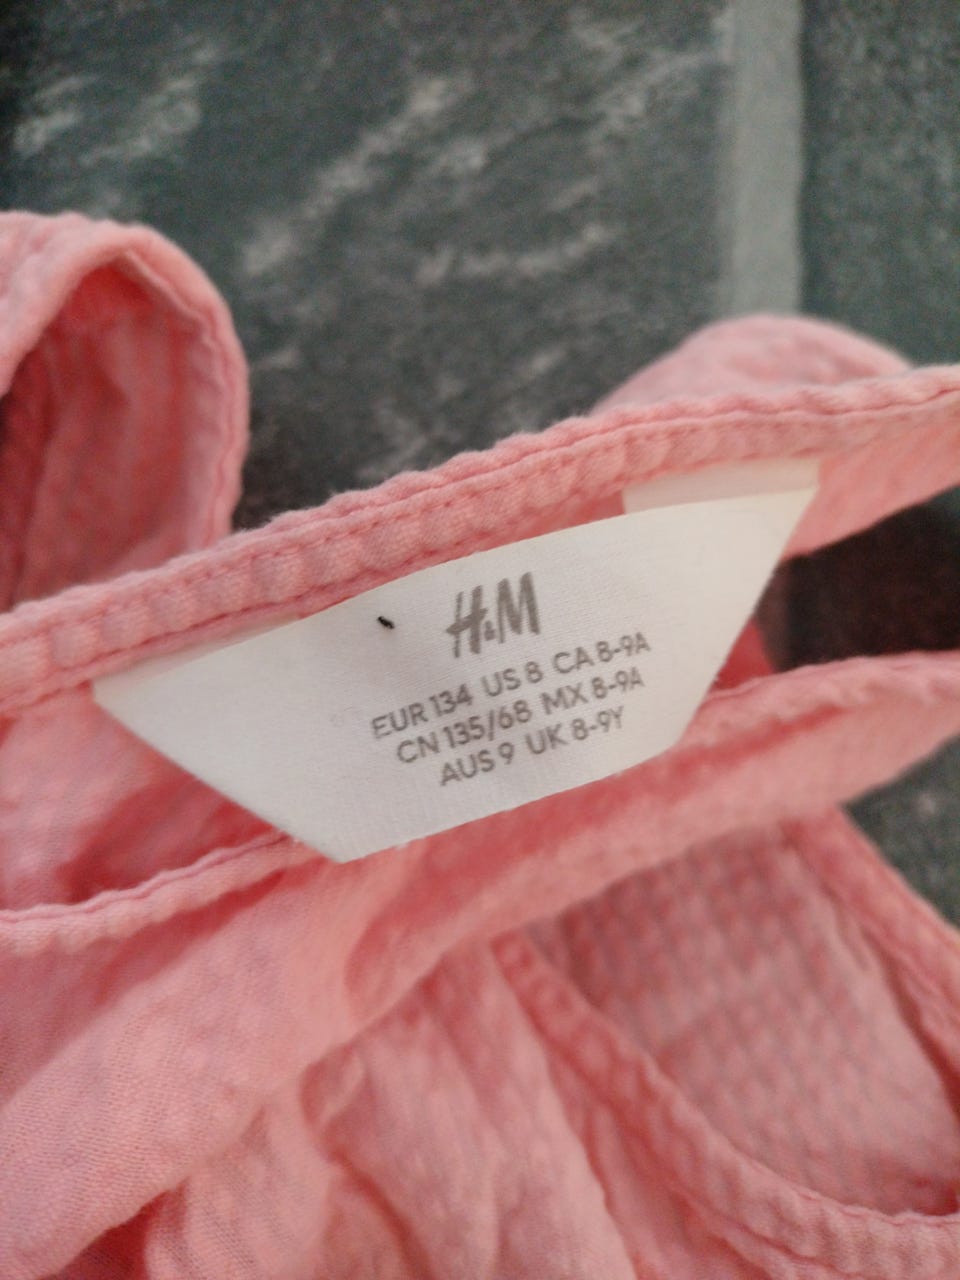 H&M
EUR 134 US 8 CA 8-9A
CN 135/68 MX 8-9A
AUS 9 UK 8-9Y